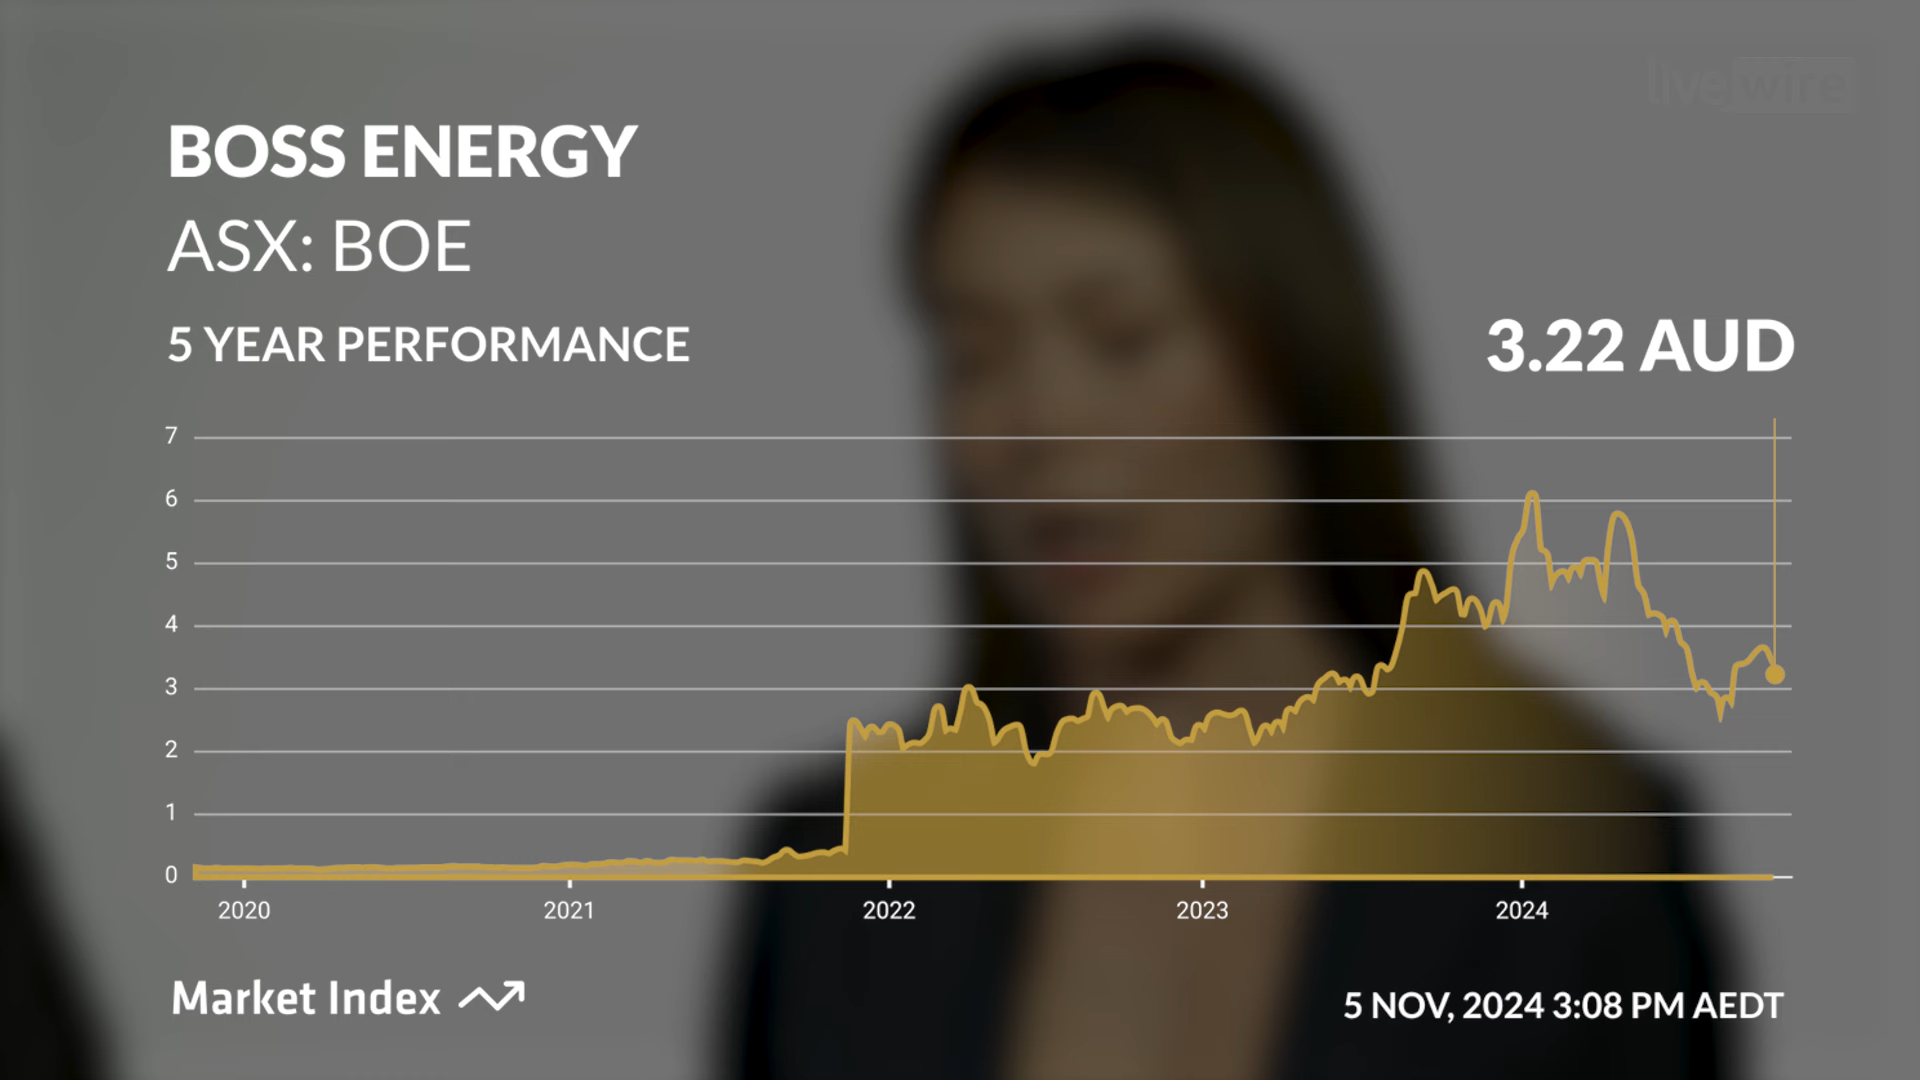 livewire
BOSS ENERGY
ASX: BOE
5 YEAR PERFORMANCE
3.22 AUD
7
6
5
4
3
2
1
0
2020 2021 2022 2023 2024
Market Index
5 NOV, 2024 3:08 PM AEDT